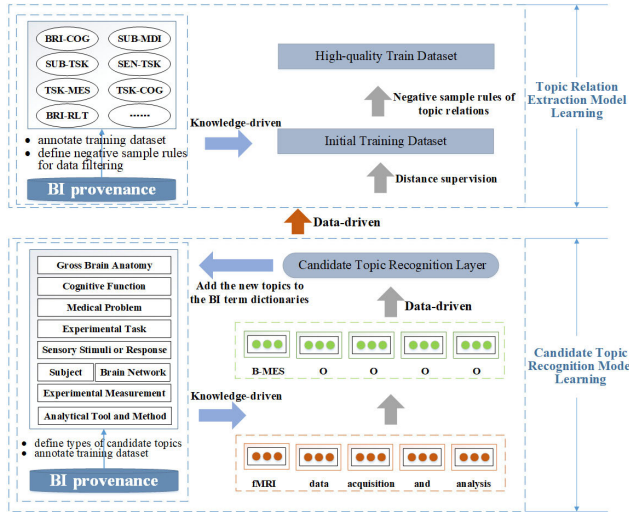 BRI-COG
SUB-MDI
SUB-TSK
SEN-TSK
TSK-MES
TSK-COG
BRI-RLT
......
annotate training dataset
define negative sample rules
for data filtering
BI provenance
Knowledge-driven
High-quality Train Dataset
Negative sample rules of
topic relations
Initial Training Dataset
Distance supervision
Topic Relation
Extraction Model
Learning
Data-driven
Gross Brain Anatomy
Cognitive Function
Medical Problem
Experimental Task
Sensory Stimuli or Response
Subject
Brain Network
Experimental Measurement
Analytical Tool and Method
define types of candidate topics
annotate training dataset
BI provenance
Add the new topics to
the BI term dictionaries
Knowledge-driven
Candidate Topic Recognition Layer
Data-driven
B-MES O O O O
fMRI data acquisition and analysis
Candidate Topic
Recognition Model
Learning